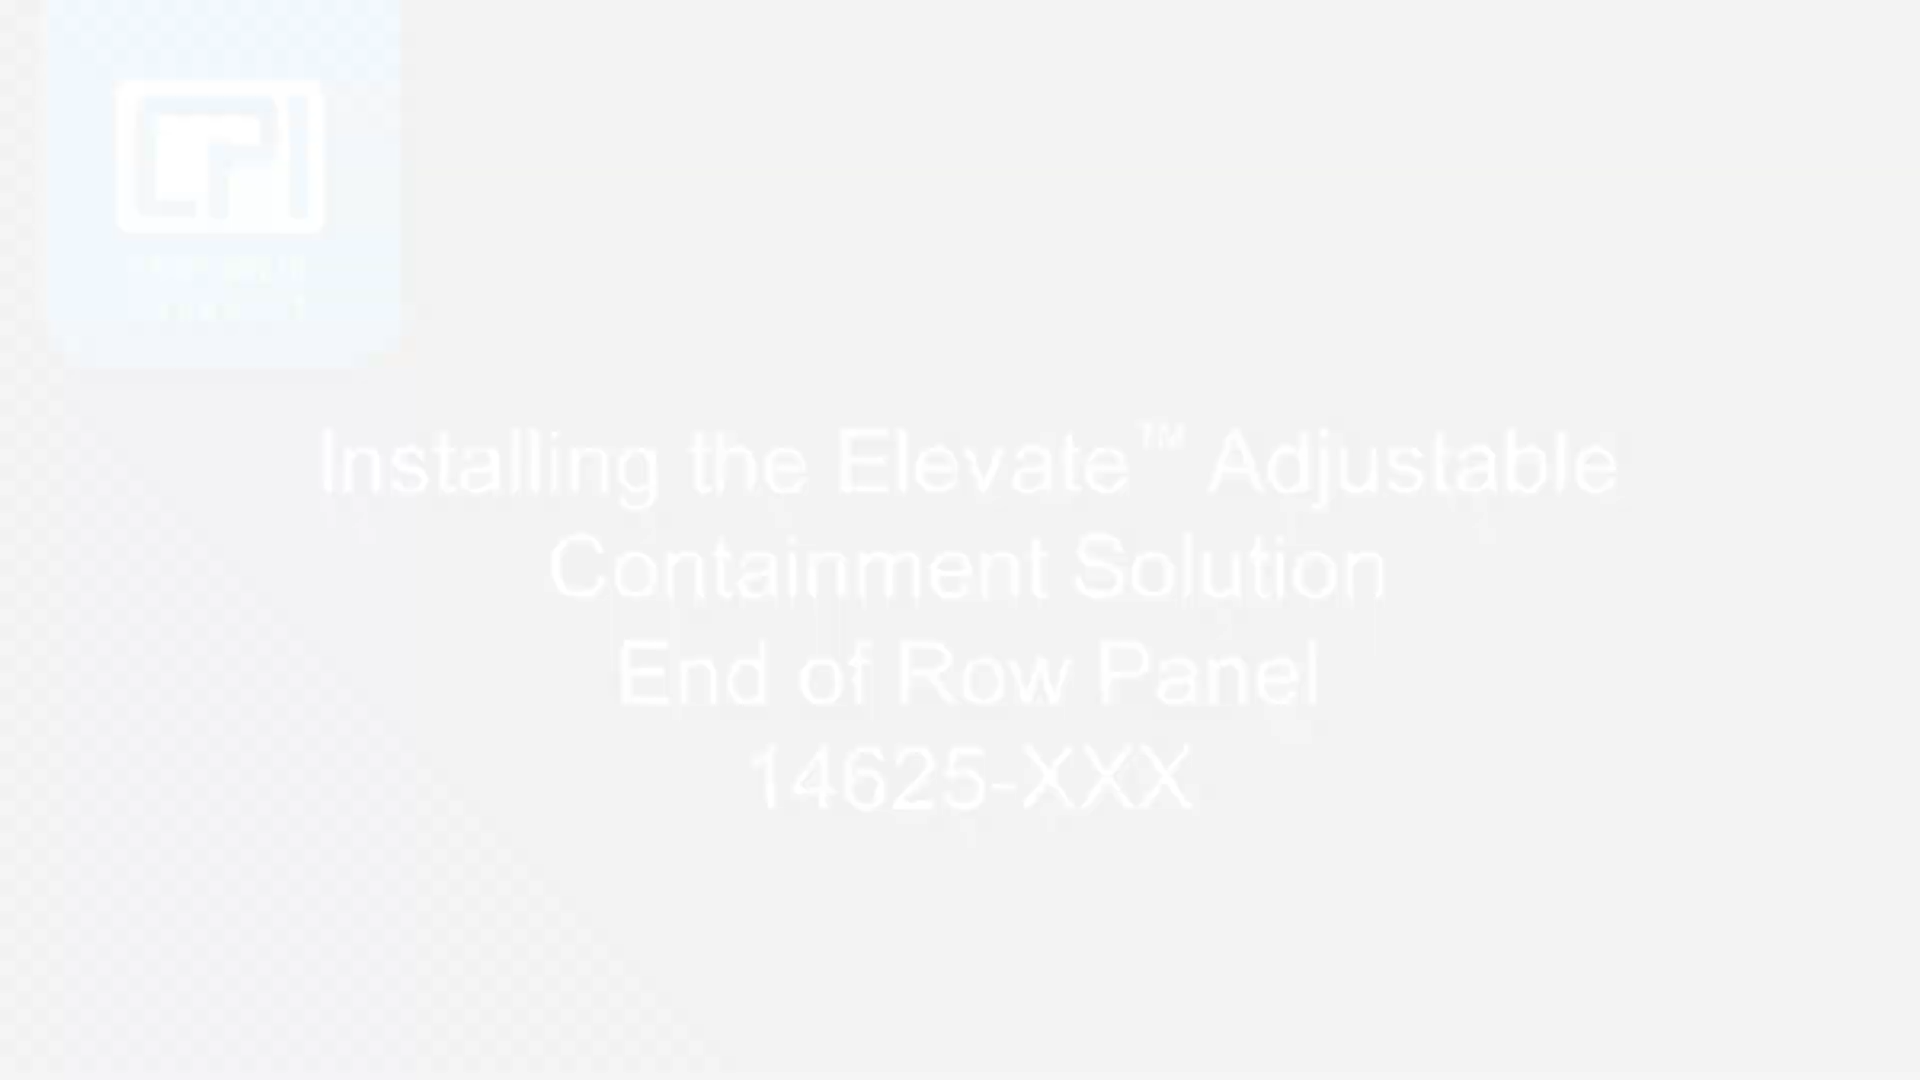 CPI
Installing the Elevate™ Adjustable
Containment Solution
End of Row Panel
14625-XXX